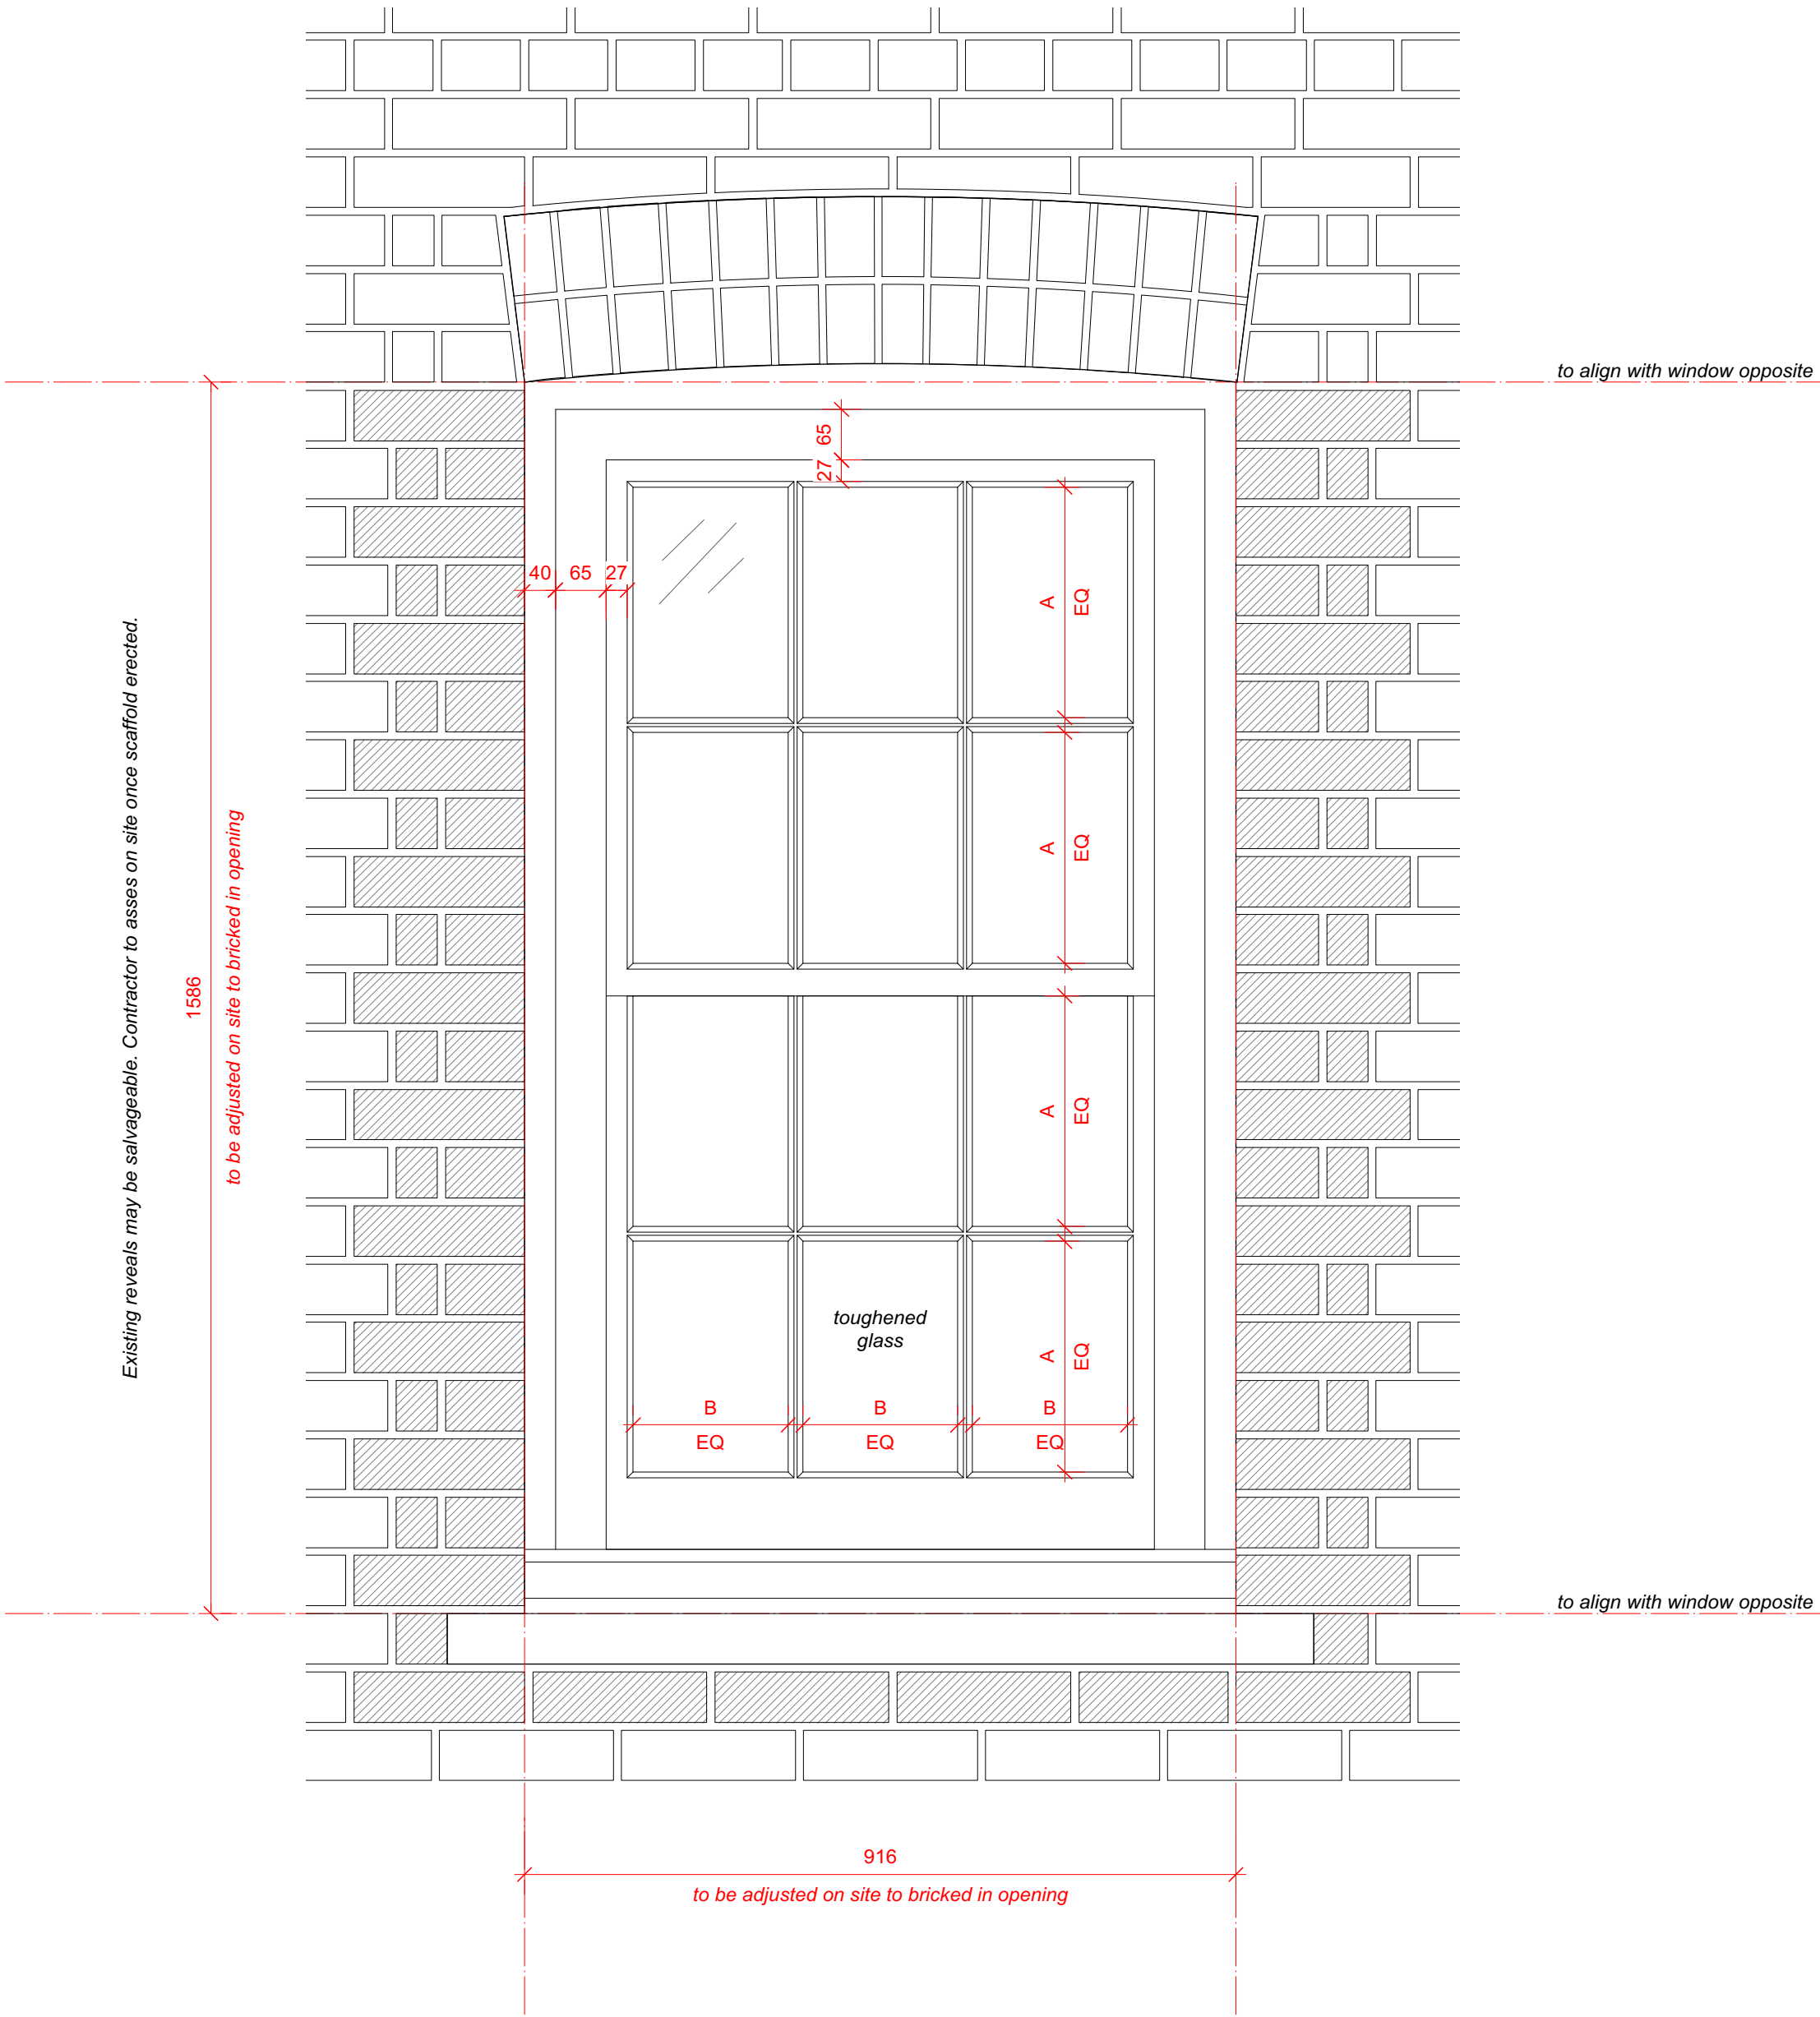 to align with window opposite
65
27
40 65 27
A
EQ
A
EQ
Existing reveals may be salvageable. Contractor to asses on site once scaffold erected.
1586
to be adjusted on site to bricked in opening
A
EQ
toughened
glass
A
EQ
B B B
EQ EQ EQ
to align with window opposite
916
to be adjusted on site to bricked in opening